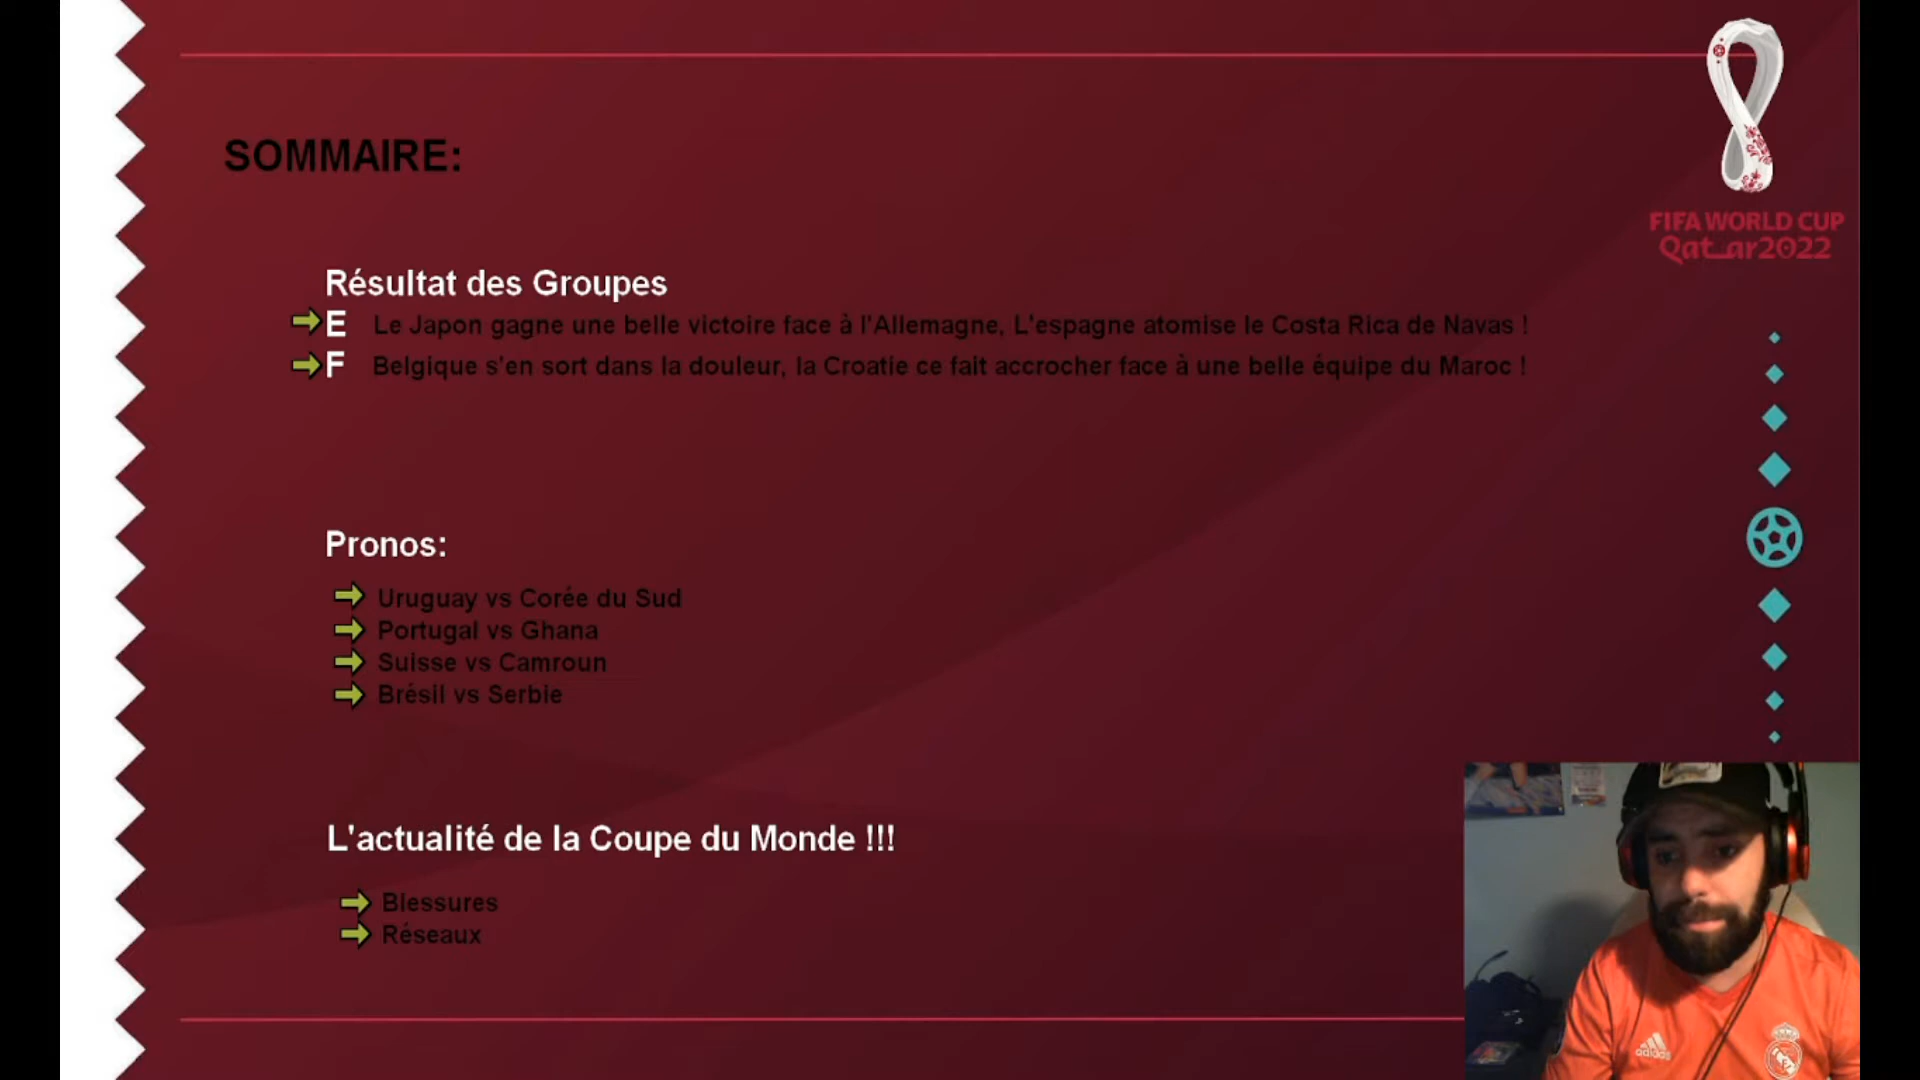 FIFA WORLD CUP
Qatar2022
SOMMAIRE:
Résultat des Groupes
E Le Japon gagne une belle victoire face à l'Allemagne, L'espagne atomise le Costa Rica de Navas !
F Belgique s'en sort dans la douleur, la Croatie ce fait accrocher face à une belle équipe du Maroc !
Pronos:
Uruguay vs Corée du Sud
Portugal vs Ghana
Suisse vs Camroun
Brésil vs Serbie
L'actualité de la Coupe du Monde !!!
Blessures
Réseaux
adidas